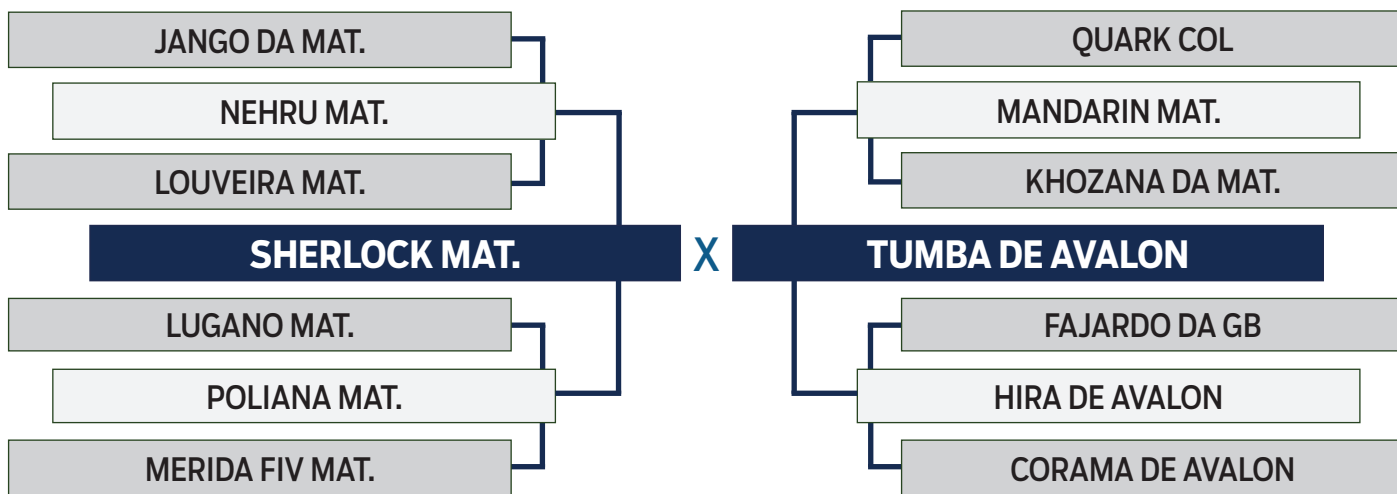 JANGO DA MAT.
QUARK COL
NEHRU MAT.
MANDARIN MAT.
LOUVEIRA MAT.
KHOZANA DA MAT.
SHERLOCK MAT. X TUMBA DE AVALON
LUGANO MAT.
FAJARDO DA GB
POLIANA MAT.
HIRA DE AVALON
MERIDA FIV MAT.
CORAMA DE AVALON